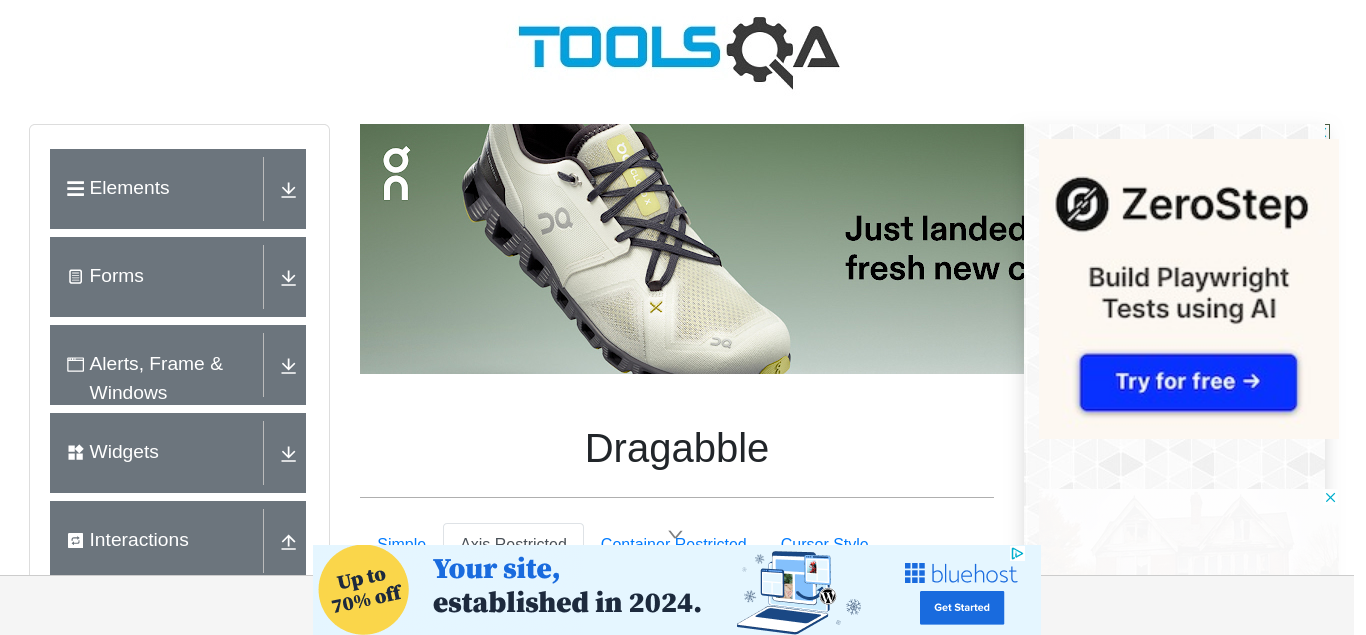 TOOLSQA
Elements
Forms
Alerts, Frame &
Windows
Widgets
Interactions
on
Just landed
fresh new c
ZeroStep
Build Playwright
Tests using AI
Try for free →
Dragabble
Simple
Axis Restricted
Container Restricted
Cursor Style
Up to
70% off
Your site,
established in 2024.
bluehost
Get Started